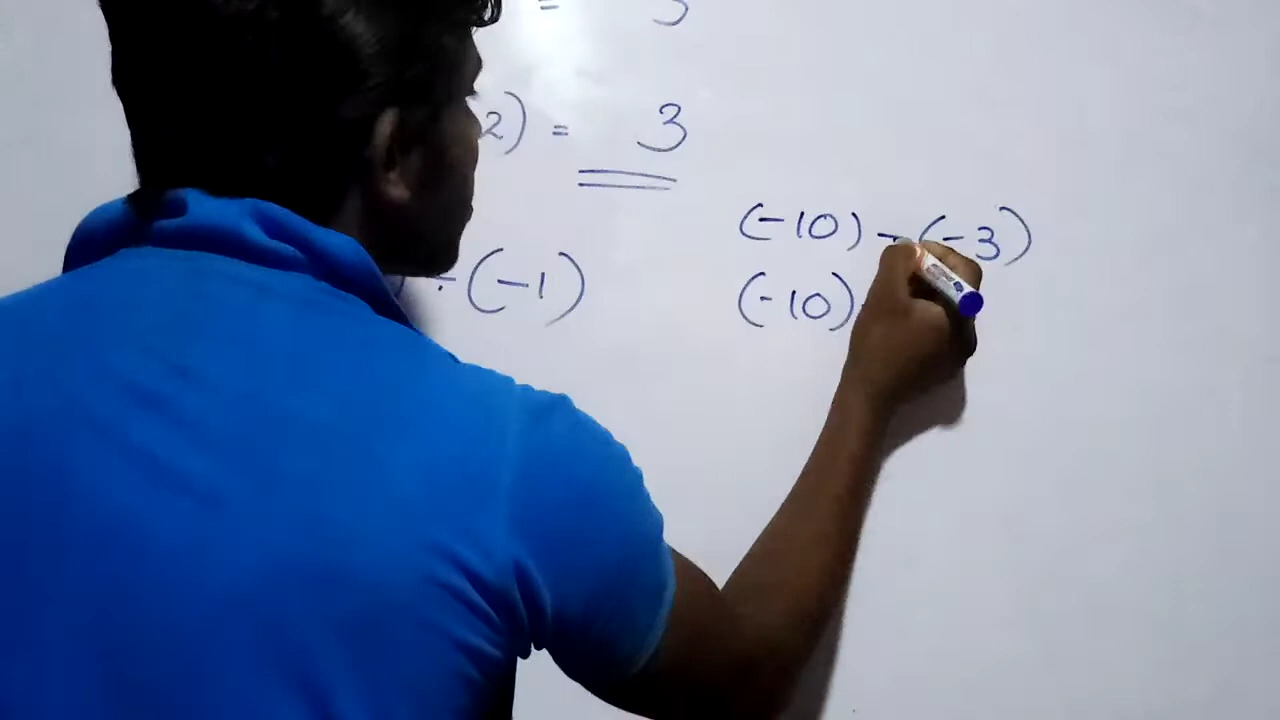 = 3
2) = 3
÷ (-1)
(-10) - (-3)
(-10)